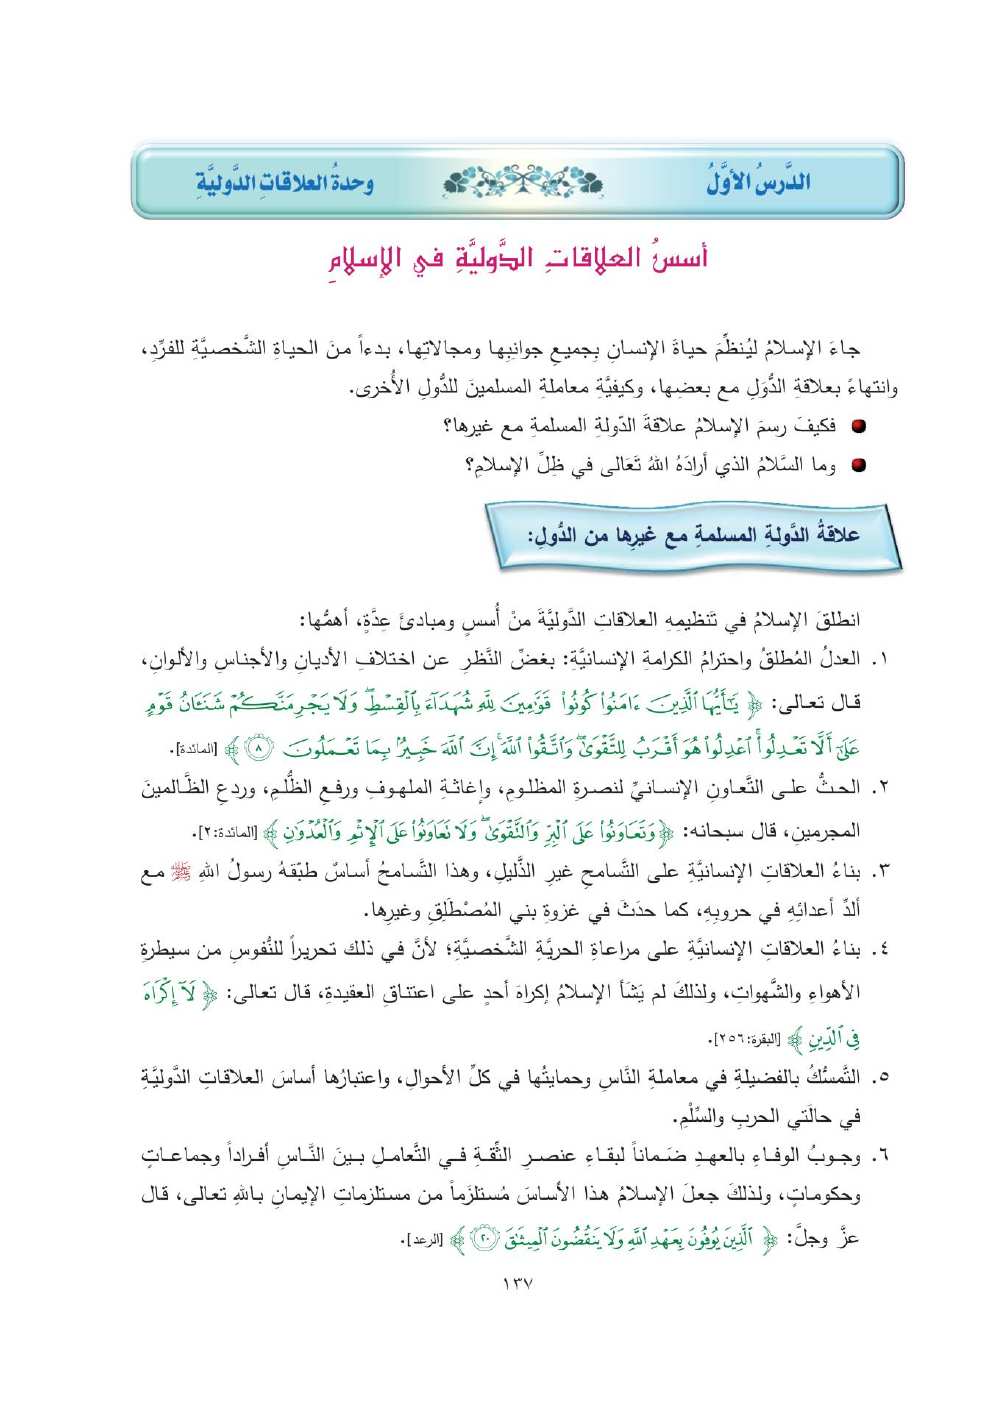 الدَّرسُ الأوَّلُ
وحدةُ العلاقاتِ الدَّوليَّةِ
أسسُ العلاقاتِ الدَّوليَّةِ في الإسلامِ
جاءَ الإسلامُ ليُنظِّمَ حياةَ الإنسانِ بِجميعِ جوانبِها ومجالاتِها، بدءاً منَ الحياةِ الشَّخصيَّةِ للفرِّدِ،
وانتهاءً بعلاقةِ الدُّوَلِ مع بعضِها، وكيفيَّةِ معاملةِ المسلمينَ للدُّولِ الأُخرى.
فكيفَ رسمَ الإسلامُ علاقةَ الدّولةِ المسلمةِ مع غيرِها؟
وما السَّلامُ الذي أرادَهُ اللهُ تَعَالى في ظِلِّ الإسلامِ؟
علاقةُ الدَّولةِ المسلمةِ مع غيرِها من الدُّولِ:
انطلقَ الإسلامُ في تَنظيمِهِ العلاقاتِ الدَّوليَّةَ منْ أُسسٍ ومبادئَ عِدَّةٍ، أهمُّها:
١. العدلُ المُطلقُ واحترامُ الكرامةِ الإنسانيَّةِ: بغضِّ النَّظرِ عن اختلافِ الأديانِ والأجناسِ والألوانِ،
قال تعالى: ﴿ يَـٰٓأَيُّهَا ٱلَّذِينَ ءَامَنُوا۟ كُونُوا۟ قَوَّٰمِينَ لِلَّهِ شُهَدَآءَ بِٱلْقِسْطِ ۖ وَلَا يَجْرِمَنَّكُمْ شَنَـَٔانُ قَوْمٍ
عَلَىٰٓ أَلَّا تَعْدِلُوا۟ ۚ ٱعْدِلُوا۟ هُوَ أَقْرَبُ لِلتَّقْوَىٰ ۖ وَٱتَّقُوا۟ ٱللَّهَ ۚ إِنَّ ٱللَّهَ خَبِيرٌۢ بِمَا تَعْمَلُونَ ٨ ﴾ [المائدة].
٢. الحثُّ على التَّعاونِ الإنسانيِّ لنصرةِ المظلومِ، وإغاثةِ الملهوفِ ورفعِ الظُّلمِ، وردعِ الظَّالمينَ
المجرمين، قال سبحانه: ﴿ وَتَعَاوَنُوا۟ عَلَى ٱلْبِرِّ وَٱلتَّقْوَىٰ ۖ وَلَا تَعَاوَنُوا۟ عَلَى ٱلْإِثْمِ وَٱلْعُدْوَٰنِ ﴾ [المائدة:٢].
٣. بناءُ العلاقاتِ الإنسانيَّةِ على التَّسامحِ غيرِ الذَّليلِ، وهذا التَّسامحُ أساسٌ طبّقهُ رسولُ اللهِ ﷺ مع
ألدِّ أعدائِهِ في حروبِهِ، كما حدَثَ في غزوةِ بني المُصْطَلِقِ وغيرِها.
٤. بناءُ العلاقاتِ الإنسانيَّةِ على مراعاةِ الحريَّةِ الشَّخصيَّةِ؛ لأنَّ في ذلك تحريراً للنُّفوسِ من سيطرةِ
الأهواءِ والشَّهواتِ، ولذلكَ لم يَشَأ الإسلامُ إكراهَ أحدٍ على اعتناقِ العقيدةِ، قال تعالى: ﴿ لَآ إِكْرَاهَ
فِى ٱلدِّينِ ﴾ [البقرة:٢٥٦].
٥. التَّمسُّكُ بالفضيلةِ في معاملةِ النَّاسِ وحمايتُها في كلِّ الأحوالِ، واعتبارُها أساسَ العلاقاتِ الدَّوليَّةِ
في حالَتي الحربِ والسِّلْمِ.
٦. وجوبُ الوفاءِ بالعهدِ ضَماناً لبقاءِ عنصرِ الثِّقةِ في التَّعاملِ بينَ النَّاسِ أفراداً وجماعاتٍ
وحكوماتٍ، ولذلكَ جعلَ الإسلامُ هذا الأساسَ مُستلزَماً من مستلزماتِ الإيمانِ باللهِ تعالى، قال
عزَّ وجلَّ: ﴿ ٱلَّذِينَ يُوفُونَ بِعَهْدِ ٱللَّهِ وَلَا يَنقُضُونَ ٱلْمِيثَـٰقَ ٢٠ ﴾ [الرعد].
١٣٧